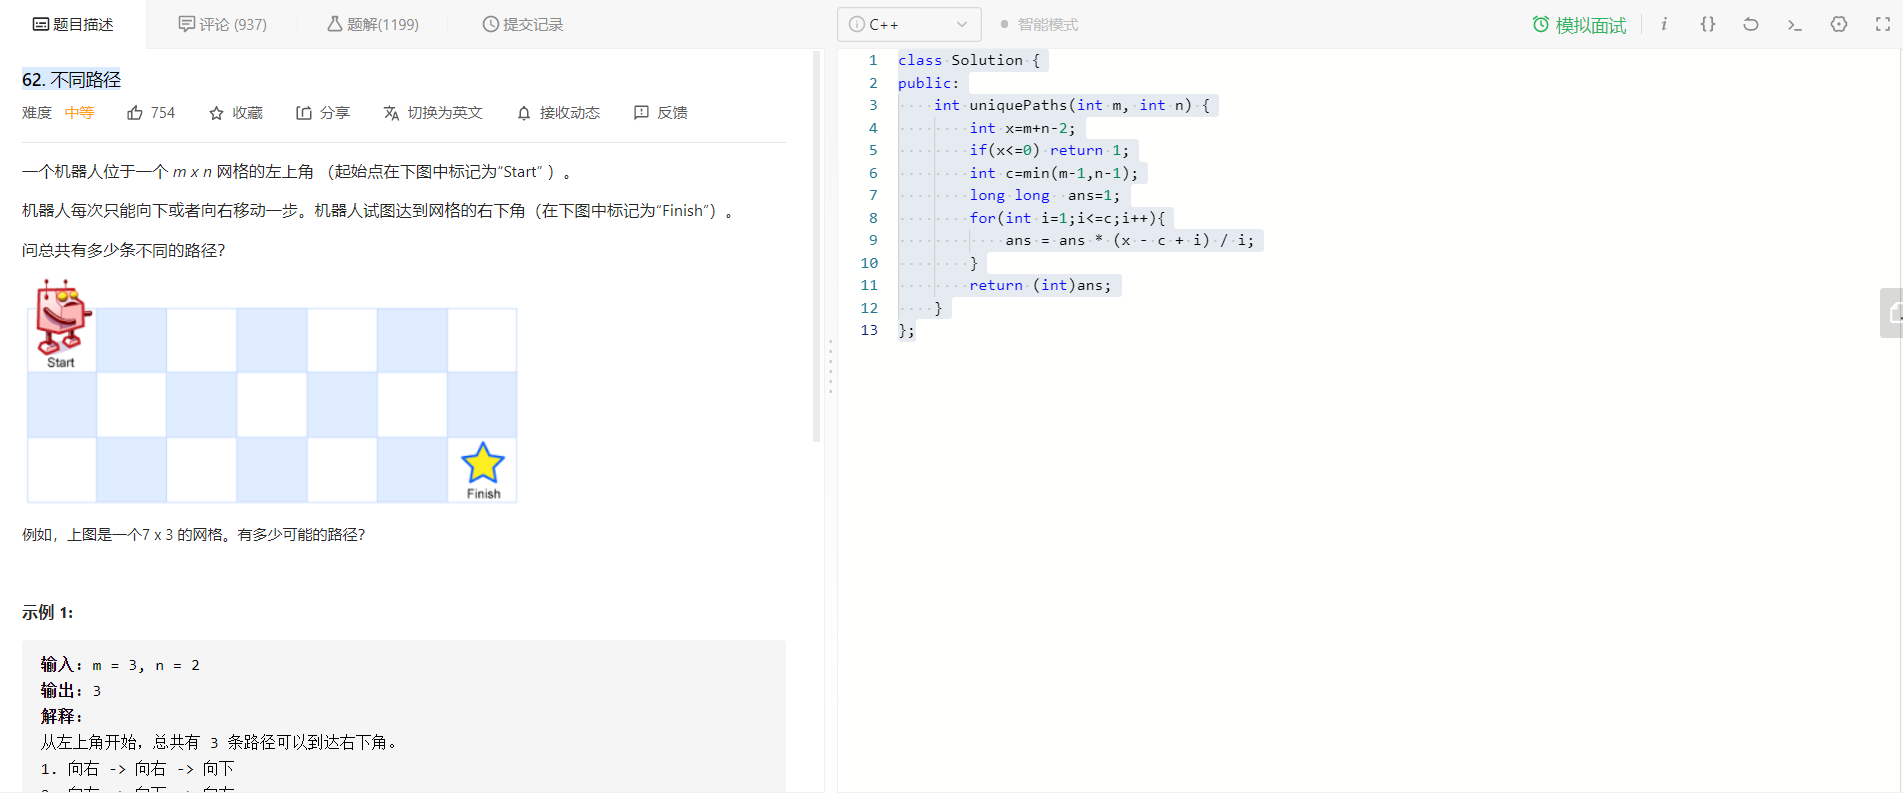 题目描述
评论 (937)
题解(1199)
提交记录
62. 不同路径
难度 中等 754 收藏 分享 切换为英文 接收动态 反馈
一个机器人位于一个 m x n 网格的左上角 （起始点在下图中标记为“Start” ）。
机器人每次只能向下或者向右移动一步。机器人试图达到网格的右下角（在下图中标记为“Finish”）。
问总共有多少条不同的路径？
Start
Finish
例如，上图是一个7 x 3 的网格。有多少可能的路径？
示例 1:
输入: m = 3, n = 2
输出: 3
解释:
从左上角开始，总共有 3 条路径可以到达右下角。
1. 向右 -> 向右 -> 向下
2. 向右 -> 向下 -> 向右
C++
智能模式
模拟面试
i {} >_
1 class Solution {
2 public:
3 int uniquePaths(int m, int n) {
4 int x=m+n-2;
5 if(x<=0) return 1;
6 int c=min(m-1,n-1);
7 long long  ans=1;
8 for(int i=1;i<=c;i++){
9 ans = ans * (x - c + i) / i;
10 }
11 return (int)ans;
12 }
13 };